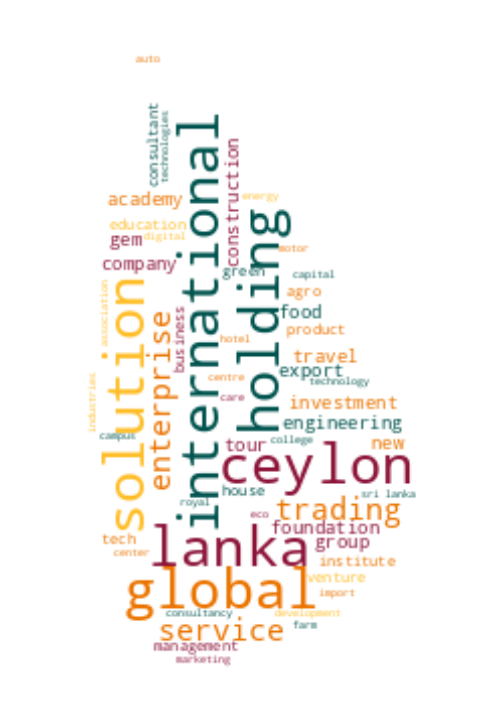 auto
consultant
technologies
international
construction
academy
energy
holding
education
digital
gem
motor
company
green
capital
solution
association
agro
enterprise
business
food
product
hotel
travel
export
centre
technology
industries
care
investment
engineering
campus
college
new
tour
ceylon
house
sri lanka
royal
trading
eco
foundation
lanka
tech
group
center
institute
global
venture
import
consultancy
development
service
farm
management
marketing